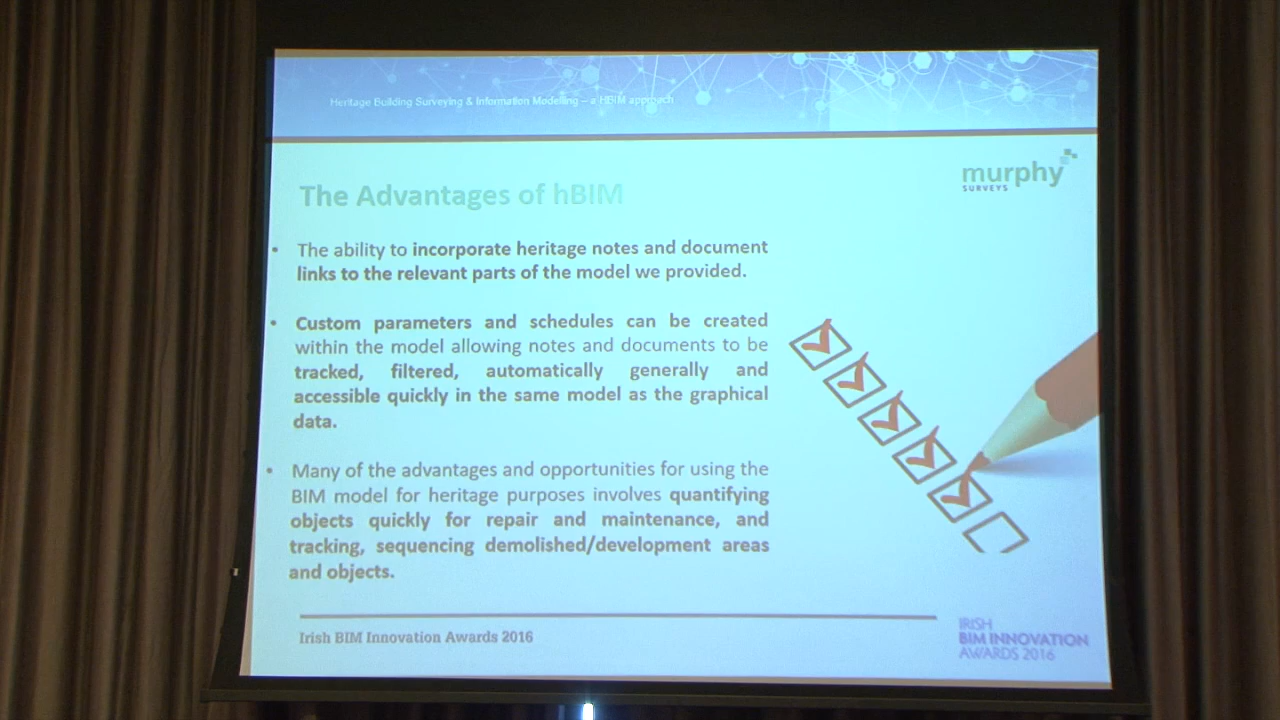 Heritage Building Surveying & Information Modelling – a HBIM approach
murphy
SURVEYS
The Advantages of hBIM
• The ability to incorporate heritage notes and document
links to the relevant parts of the model we provided.
• Custom parameters and schedules can be created
within the model allowing notes and documents to be
tracked, filtered, automatically generally and
accessible quickly in the same model as the graphical
data.
• Many of the advantages and opportunities for using the
BIM model for heritage purposes involves quantifying
objects quickly for repair and maintenance, and
tracking, sequencing demolished/development areas
and objects.
Irish BIM Innovation Awards 2016
IRISH
BIM INNOVATION
AWARDS 2016